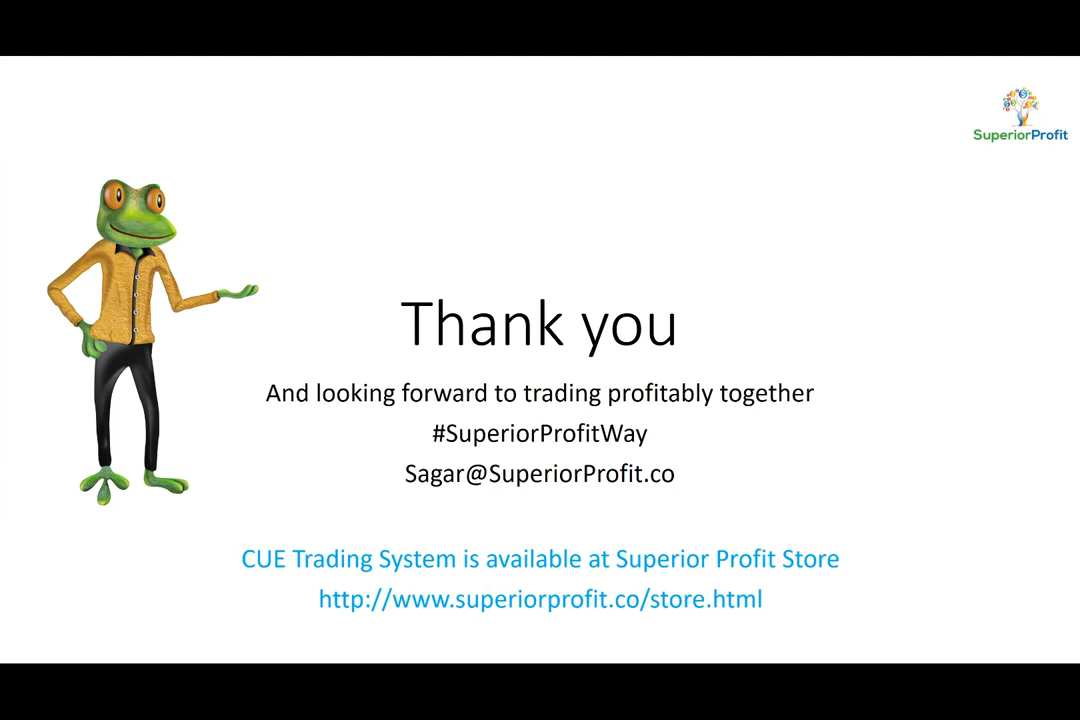 SuperiorProfit
Thank you
And looking forward to trading profitably together
#SuperiorProfitWay
Sagar@SuperiorProfit.co
CUE Trading System is available at Superior Profit Store
http://www.superiorprofit.co/store.html